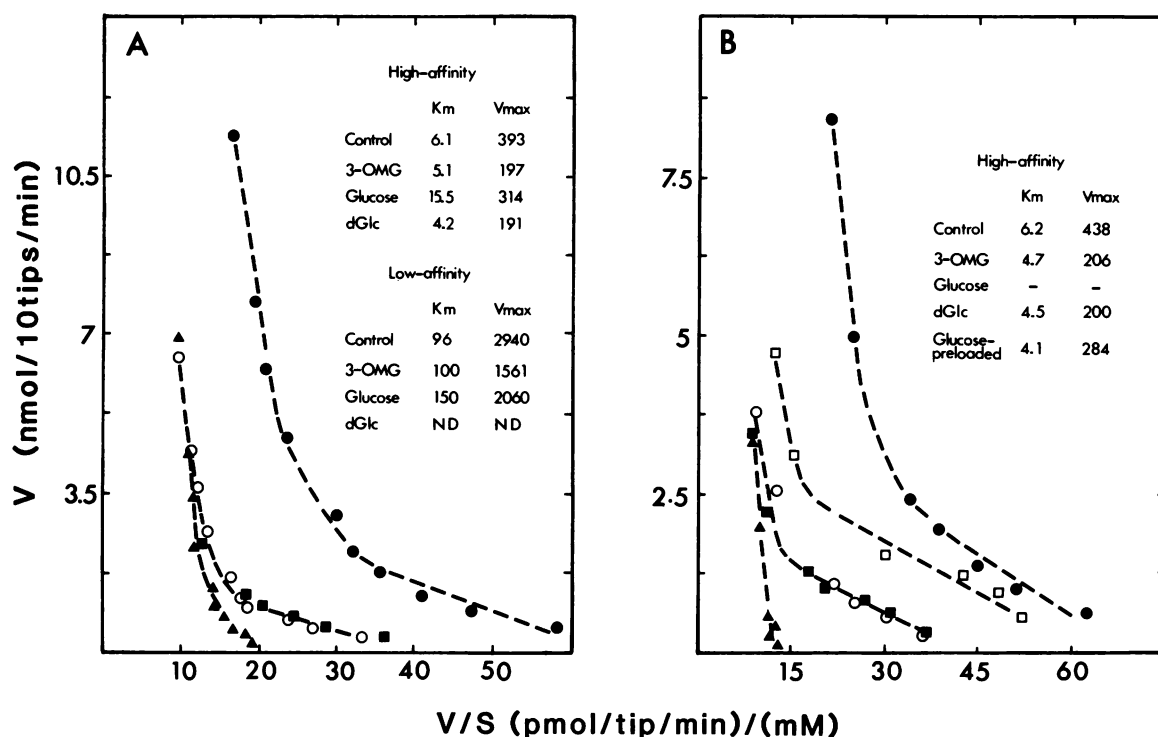 A
High-affinity
Km Vmax
Control 6.1 393
3-OMG 5.1 197
Glucose 15.5 314
dGlc 4.2 191
Low-affinity
Km Vmax
Control 96 2940
3-OMG 100 1561
Glucose 150 2060
dGlc ND ND
10.5
7
3.5
10 20 30 40 50
V (nmol/10tips/min)
B
High-affinity
Km Vmax
Control 6.2 438
3-OMG 4.7 206
Glucose - -
dGlc 4.5 200
Glucose-
preloaded 4.1 284
7.5
5
2.5
15 30 45 60
V/S (pmol/tip/min)/(mM)